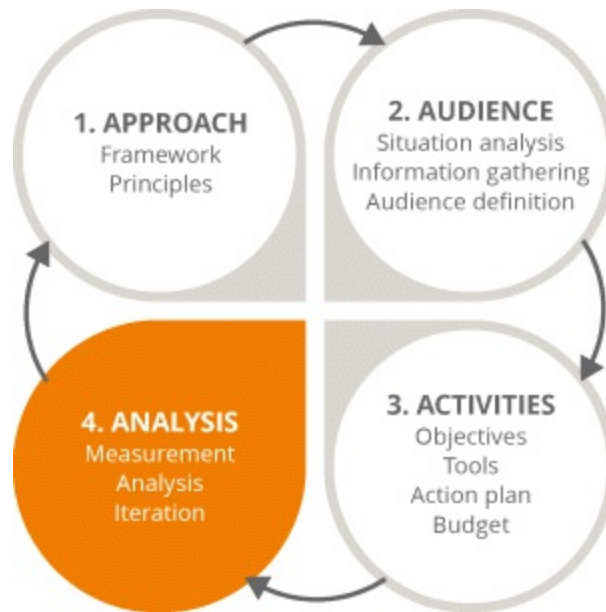 1. APPROACH
Framework
Principles
2. AUDIENCE
Situation analysis
Information gathering
Audience definition
3. ACTIVITIES
Objectives
Tools
Action plan
Budget
4. ANALYSIS
Measurement
Analysis
Iteration